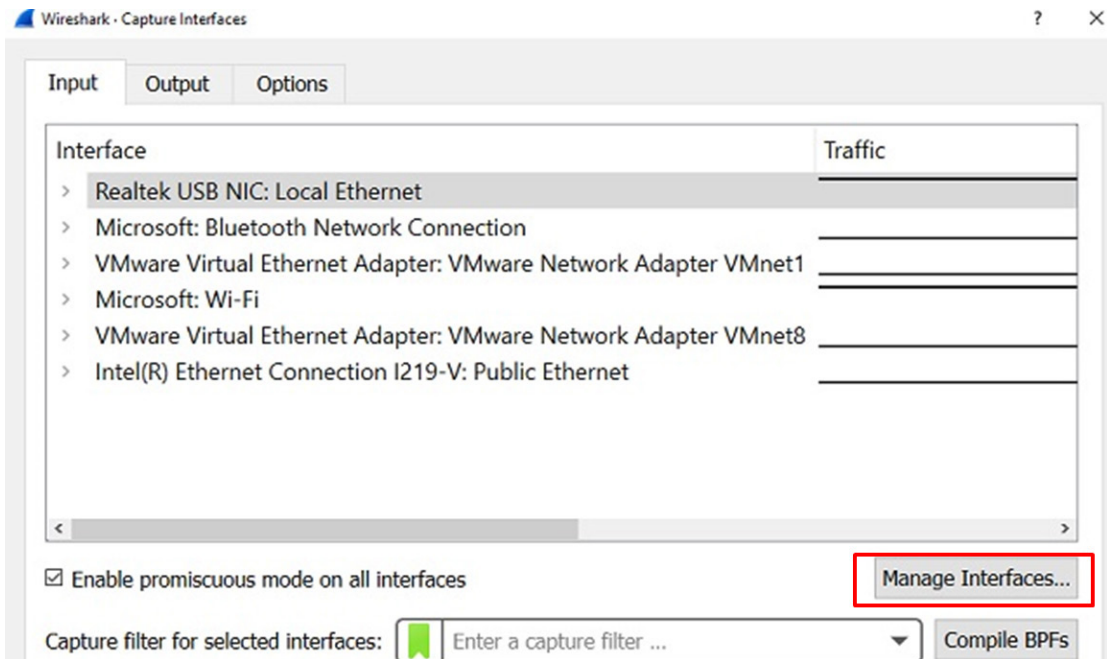 Wireshark · Capture Interfaces ? ×
Input Output Options
Interface Traffic
> Realtek USB NIC: Local Ethernet
> Microsoft: Bluetooth Network Connection
> VMware Virtual Ethernet Adapter: VMware Network Adapter VMnet1
> Microsoft: Wi-Fi
> VMware Virtual Ethernet Adapter: VMware Network Adapter VMnet8
> Intel(R) Ethernet Connection I219-V: Public Ethernet
Enable promiscuous mode on all interfaces Manage Interfaces...
Capture filter for selected interfaces: Enter a capture filter ... Compile BPFs